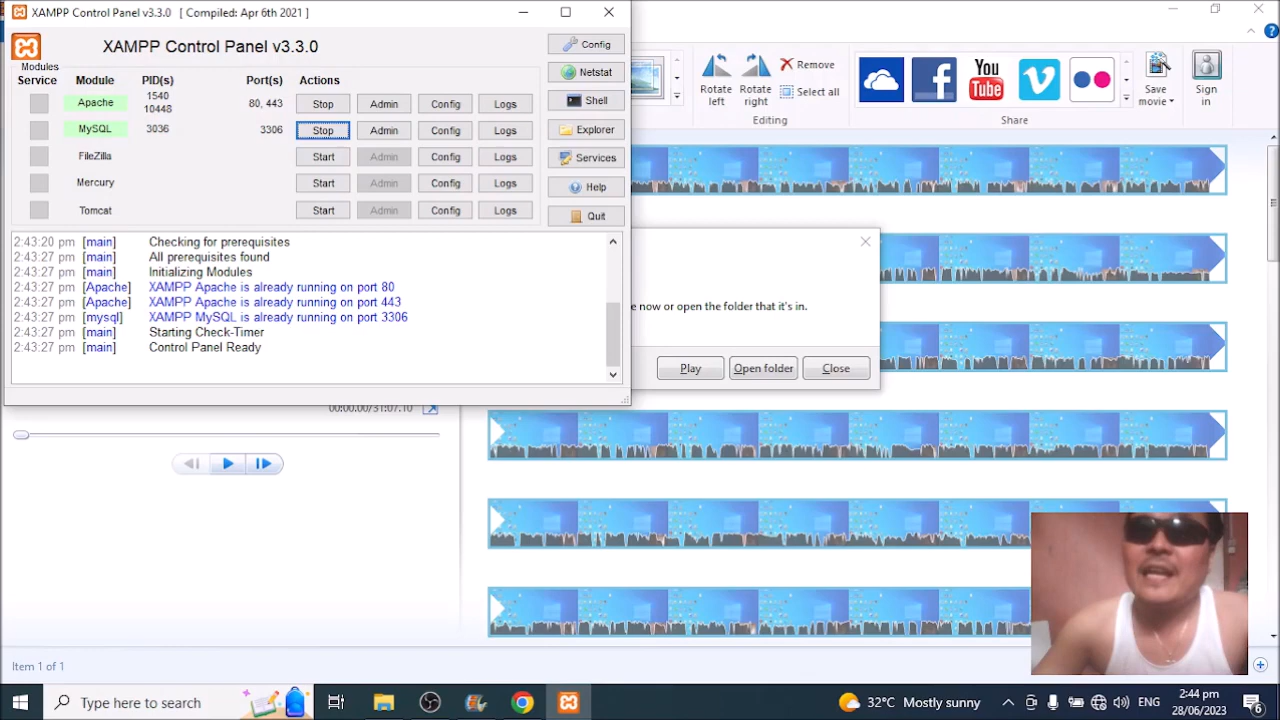 XAMPP Control Panel v3.3.0 [ Compiled: Apr 6th 2021 ]
XAMPP Control Panel v3.3.0
Config
Modules
Service Module PID(s) Port(s) Actions
Netstat
Apache 1540 10448 80, 443 Stop Admin Config Logs
Shell
MySQL 3036 3306 Stop Admin Config Logs
Explorer
FileZilla Start Admin Config Logs
Services
Mercury Start Admin Config Logs
Help
Tomcat Start Admin Config Logs
Quit
2:43:20 pm [main] Checking for prerequisites
2:43:27 pm [main] All prerequisites found
2:43:27 pm [main] Initializing Modules
2:43:27 pm [Apache] XAMPP Apache is already running on port 80
2:43:27 pm [Apache] XAMPP Apache is already running on port 443
2:43:27 pm [mysql] XAMPP MySQL is already running on port 3306
2:43:27 pm [main] Starting Check-Timer
2:43:27 pm [main] Control Panel Ready
Rotate left
Rotate right
Remove
Select all
Editing
You
Tube
Share
Save movie
Sign in
now or open the folder that it's in.
Play Open folder Close
00:00.00/31:07.10
Item 1 of 1
Type here to search
32°C Mostly sunny
ENG
2:44 pm
28/06/2023
6